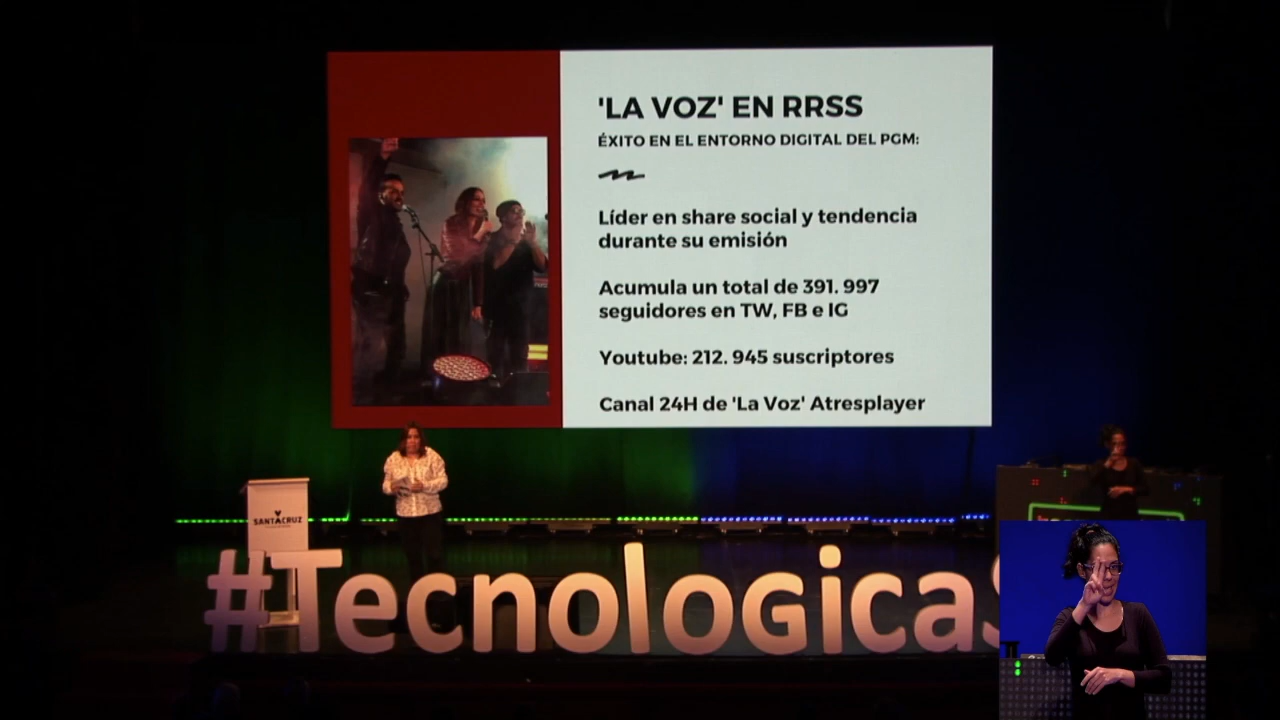 'LA VOZ' EN RRSS
ÉXITO EN EL ENTORNO DIGITAL DEL PGM:
Líder en share social y tendencia
durante su emisión
Acumula un total de 391. 997
seguidores en TW, FB e IG
Youtube: 212. 945 suscriptores
Canal 24H de 'La Voz' Atresplayer
SANTACRUZ
#TecnologicaS